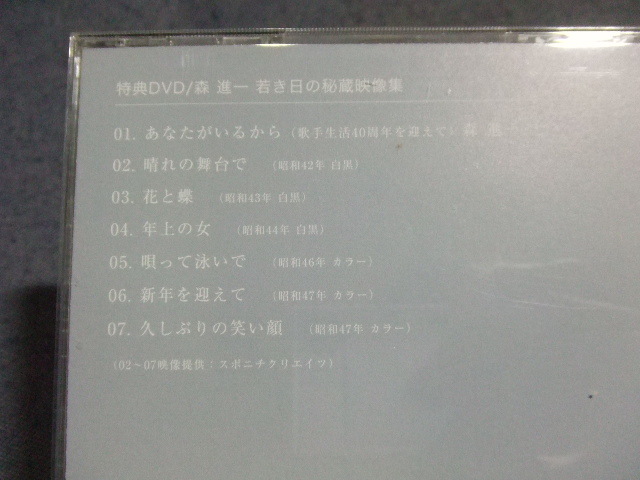 特典DVD/森 進一 若き日の秘蔵映像集
01. あなたがいるから（歌手生活40周年を迎えて）森 進一
02. 晴れの舞台で （昭和42年 白黒）
03. 花と蝶 （昭和43年 白黒）
04. 年上の女 （昭和44年 白黒）
05. 唄って泳いで （昭和46年 カラー）
06. 新年を迎えて （昭和47年 カラー）
07. 久しぶりの笑い顔 （昭和47年 カラー）
（02〜07映像提供：スポニチクリエイツ）